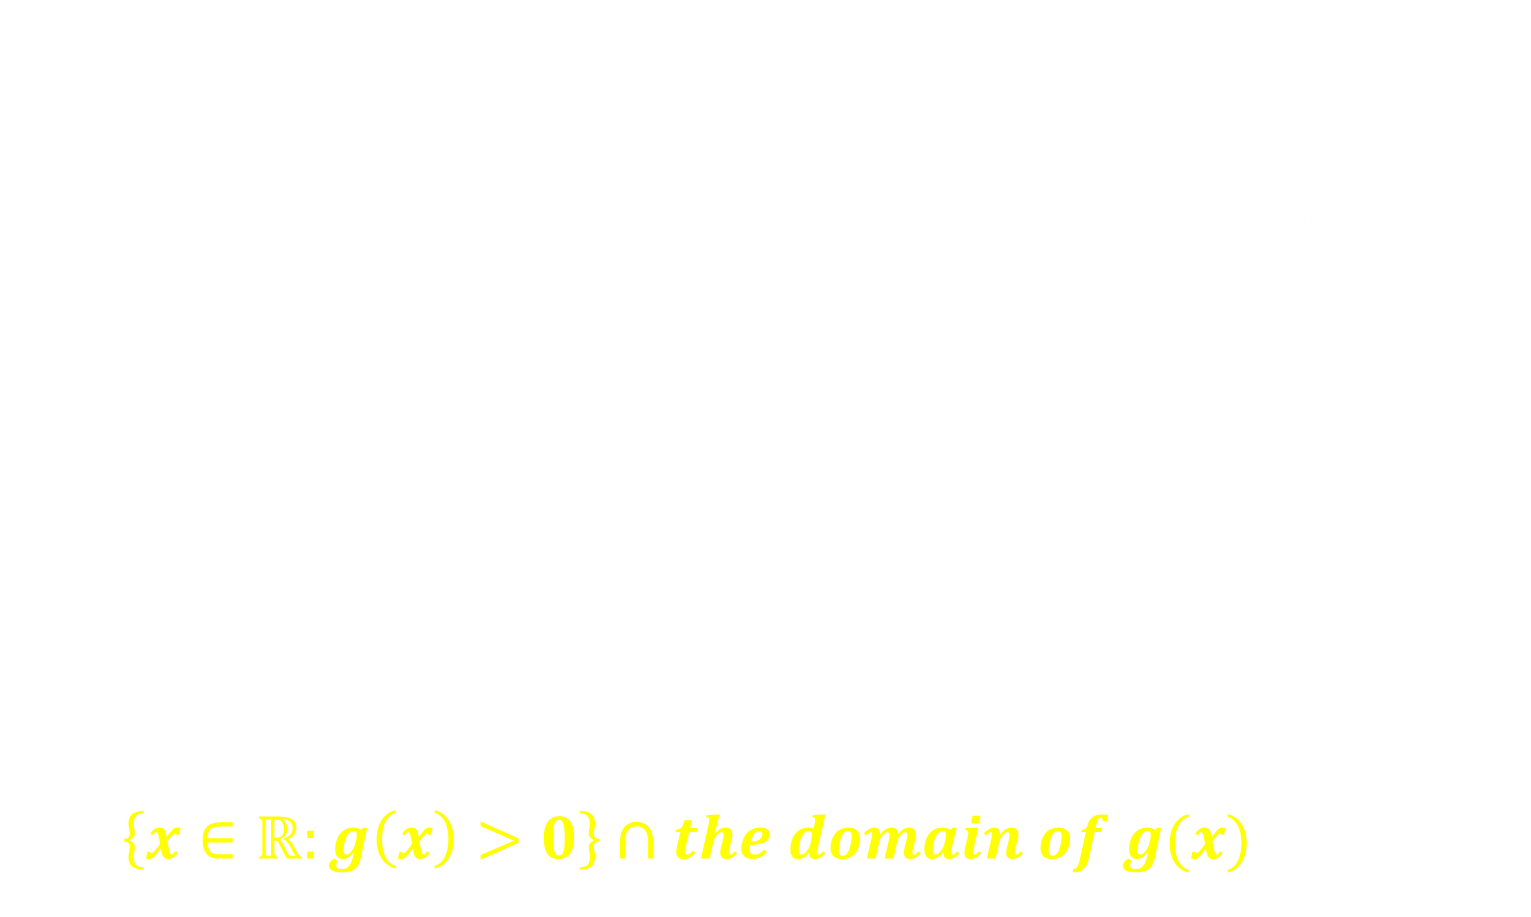 {x ∈ ℝ: g(x) > 0} ∩ the domain of g(x)